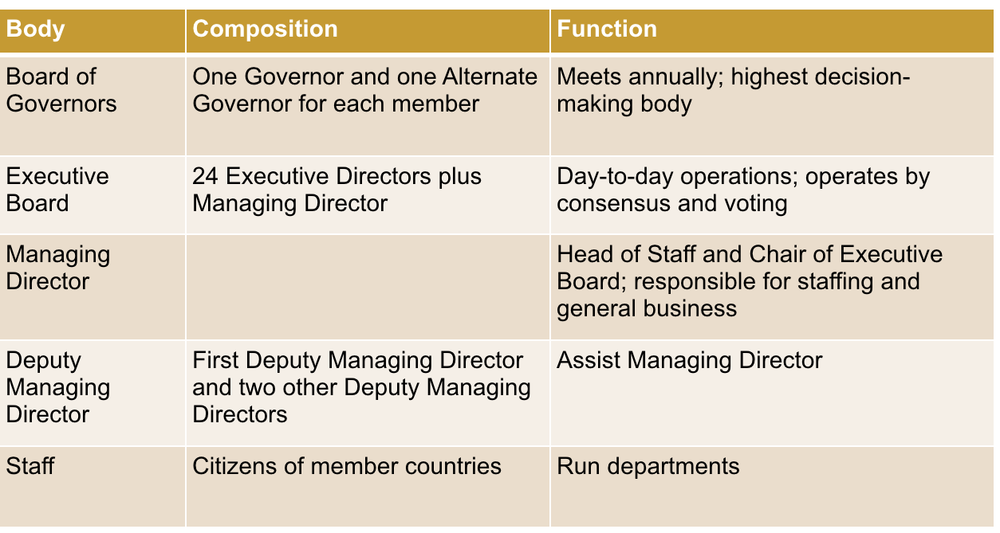 Body
Composition
Function
Board of
Governors
One Governor and one Alternate
Governor for each member
Meets annually; highest decision-
making body
Executive
Board
24 Executive Directors plus
Managing Director
Day-to-day operations; operates by
consensus and voting
Managing
Director
Head of Staff and Chair of Executive
Board; responsible for staffing and
general business
Deputy
Managing
Director
First Deputy Managing Director
and two other Deputy Managing
Directors
Assist Managing Director
Staff
Citizens of member countries
Run departments